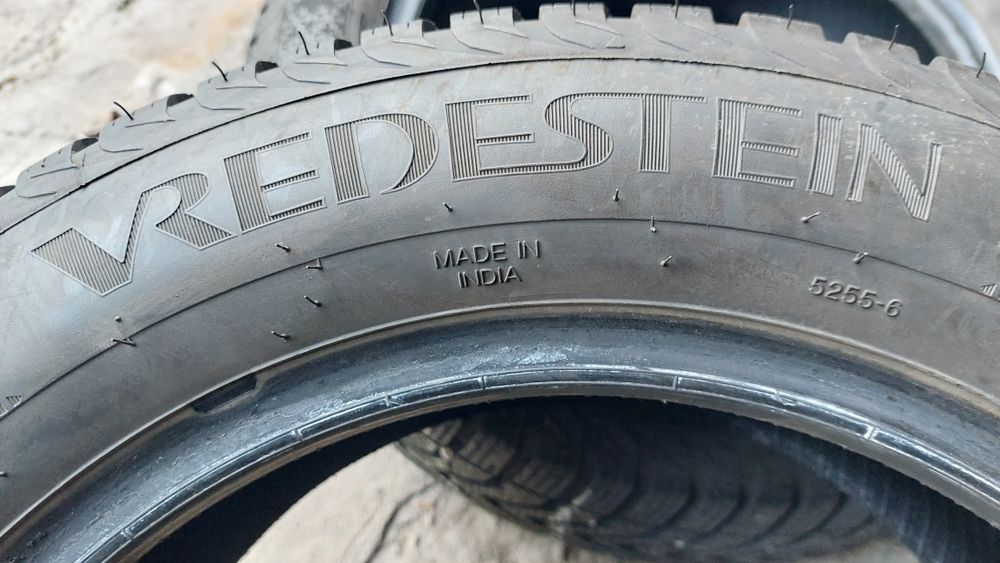 VREDESTEIN
MADE IN
INDIA
5255-6